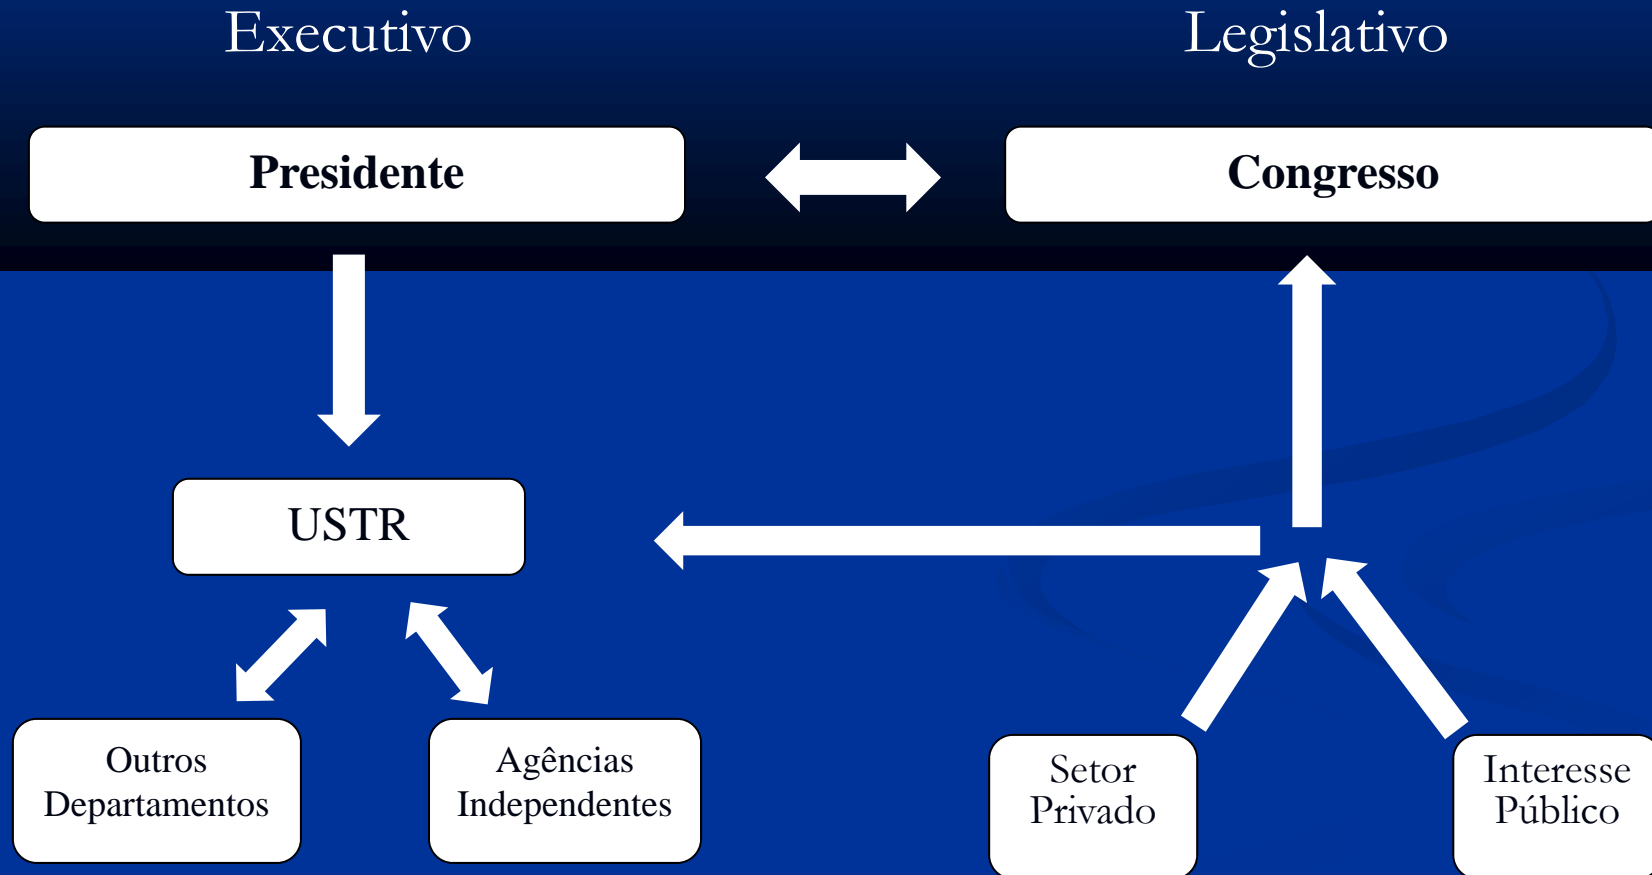 Executivo
Legislativo
Presidente
Congresso
USTR
Outros
Departamentos
Agências
Independentes
Setor
Privado
Interesse
Público